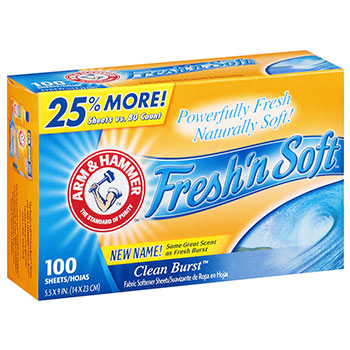 25% MORE!
Sheets vs. 80 Count
Powerfully Fresh
Naturally Soft!
ARM & HAMMER
THE STANDARD OF PURITY
Fresh'n Soft™
NEW NAME! Same Great Scent
as Fresh Burst
100
SHEETS/HOJAS
5.5 X 9 IN. (14 X 23 CM)
Clean Burst™
Fabric Softener Sheets/Suavizante de Ropa en Hojas